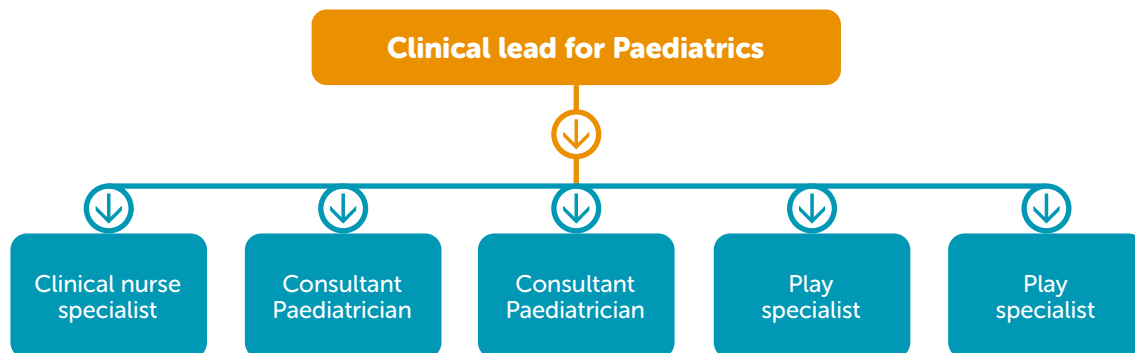 Clinical lead for Paediatrics
Clinical nurse
specialist
Consultant
Paediatrician
Consultant
Paediatrician
Play
specialist
Play
specialist